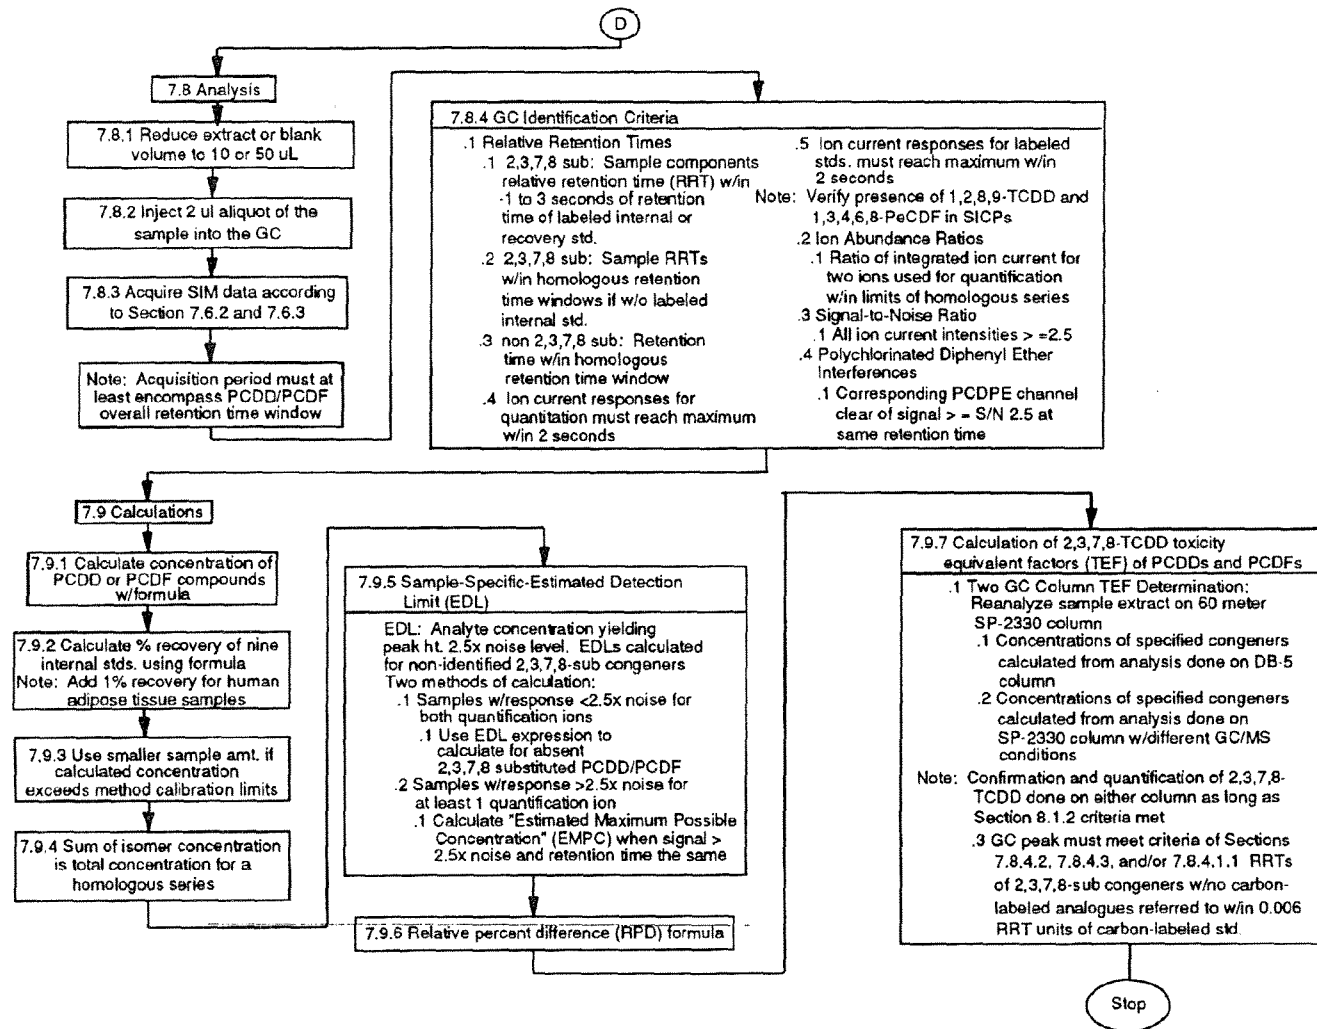 D
7.8 Analysis
7.8.1 Reduce extract or blank
volume to 10 or 50 uL
7.8.2 Inject 2 ul aliquot of the
sample into the GC
7.8.3 Acquire SIM data according
to Section 7.6.2 and 7.6.3
Note: Acquisition period must at
least encompass PCDD/PCDF
overall retention time window
7.8.4 GC Identification Criteria
.1 Relative Retention Times
.1 2,3,7,8 sub: Sample components
relative retention time (RRT) w/in
-1 to 3 seconds of retention
time of labeled internal or
recovery std.
.2 2,3,7,8 sub: Sample RRTs
w/in homologous retention
time windows if w/o labeled
internal std.
.3 non 2,3,7,8 sub: Retention
time w/in homologous
retention time window
.4 Ion current responses for
quantitation must reach maximum
w/in 2 seconds
.5 Ion current responses for labeled
stds. must reach maximum w/in
2 seconds
Note: Verify presence of 1,2,8,9-TCDD and
1,3,4,6,8-PeCDF in SICPs
.2 Ion Abundance Ratios
.1 Ratio of integrated ion current for
two ions used for quantification
w/in limits of homologous series
.3 Signal-to-Noise Ratio
.1 All ion current intensities > =2.5
.4 Polychlorinated Diphenyl Ether
Interferences
.1 Corresponding PCDPE channel
clear of signal > = S/N 2.5 at
same retention time
7.9 Calculations
7.9.1 Calculate concentration of
PCDD or PCDF compounds
w/formula
7.9.2 Calculate % recovery of nine
internal stds. using formula
Note: Add 1% recovery for human
adipose tissue samples
7.9.3 Use smaller sample amt. if
calculated concentration
exceeds method calibration limits
7.9.4 Sum of isomer concentration
is total concentration for a
homologous series
7.9.5 Sample-Specific-Estimated Detection
Limit (EDL)
EDL: Analyte concentration yielding
peak ht. 2.5x noise level. EDLs calculated
for non-identified 2,3,7,8-sub congeners
Two methods of calculation:
.1 Samples w/response <2.5x noise for
both quantification ions
.1 Use EDL expression to
calculate for absent
2,3,7,8 substituted PCDD/PCDF
.2 Samples w/response >2.5x noise for
at least 1 quantification ion
.1 Calculate "Estimated Maximum Possible
Concentration" (EMPC) when signal >
2.5x noise and retention time the same
7.9.6 Relative percent difference (RPD) formula
7.9.7 Calculation of 2,3,7,8-TCDD toxicity
equivalent factors (TEF) of PCDDs and PCDFs
.1 Two GC Column TEF Determination:
Reanalyze sample extract on 60 meter
SP-2330 column
.1 Concentrations of specified congeners
calculated from analysis done on DB-5
column
.2 Concentrations of specified congeners
calculated from analysis done on
SP-2330 column w/different GC/MS
conditions
Note: Confirmation and quantification of 2,3,7,8-
TCDD done on either column as long as
Section 8.1.2 criteria met
.3 GC peak must meet criteria of Sections
7.8.4.2, 7.8.4.3, and/or 7.8.4.1.1 RRTs
of 2,3,7,8-sub congeners w/no carbon-
labeled analogues referred to w/in 0.006
RRT units of carbon-labeled std.
Stop